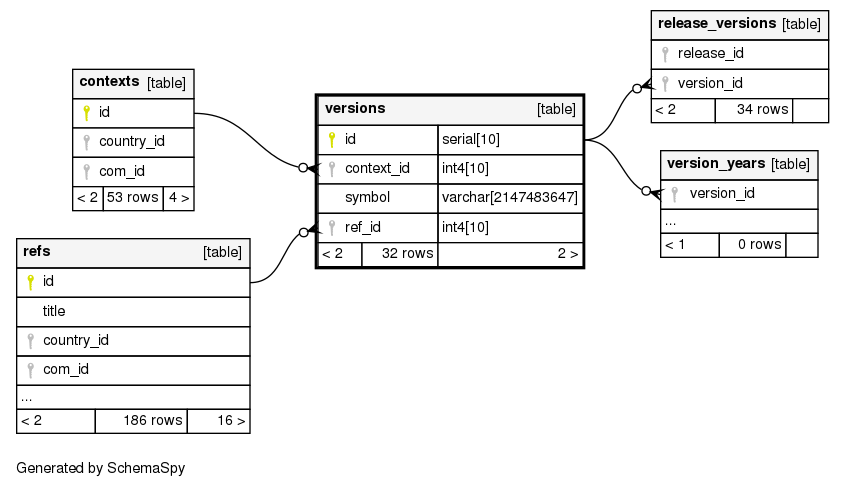 contexts [table]
id
country_id
com_id
< 2 53 rows 4 >
refs [table]
id
title
country_id
com_id
...
< 2 186 rows 16 >
versions [table]
id serial[10]
context_id int4[10]
symbol varchar[2147483647]
ref_id int4[10]
< 2 32 rows 2 >
release_versions [table]
release_id
version_id
< 2 34 rows
version_years [table]
version_id
...
< 1 0 rows
Generated by SchemaSpy